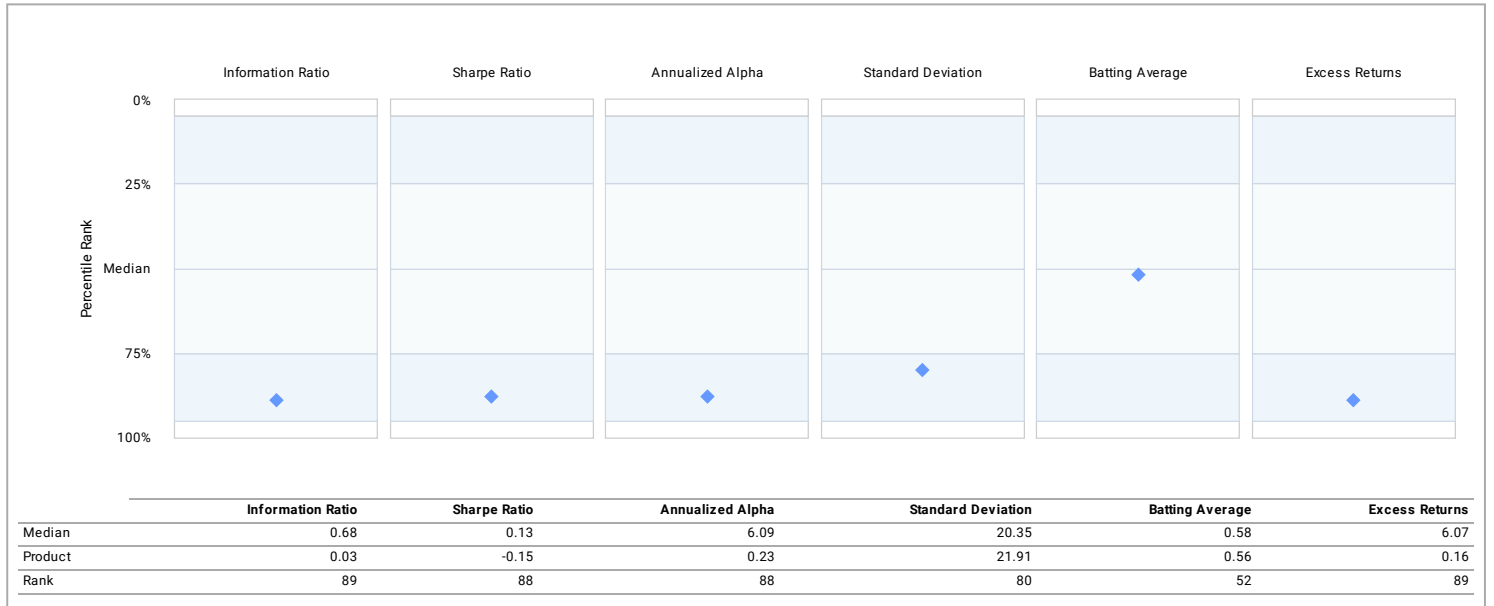 Information Ratio Sharpe Ratio Annualized Alpha Standard Deviation Batting Average Excess Returns
0%
25%
Percentile Rank
Median
75%
100%
Information Ratio Sharpe Ratio Annualized Alpha Standard Deviation Batting Average Excess Returns
Median 0.68 0.13 6.09 20.35 0.58 6.07
Product 0.03 -0.15 0.23 21.91 0.56 0.16
Rank 89 88 88 80 52 89